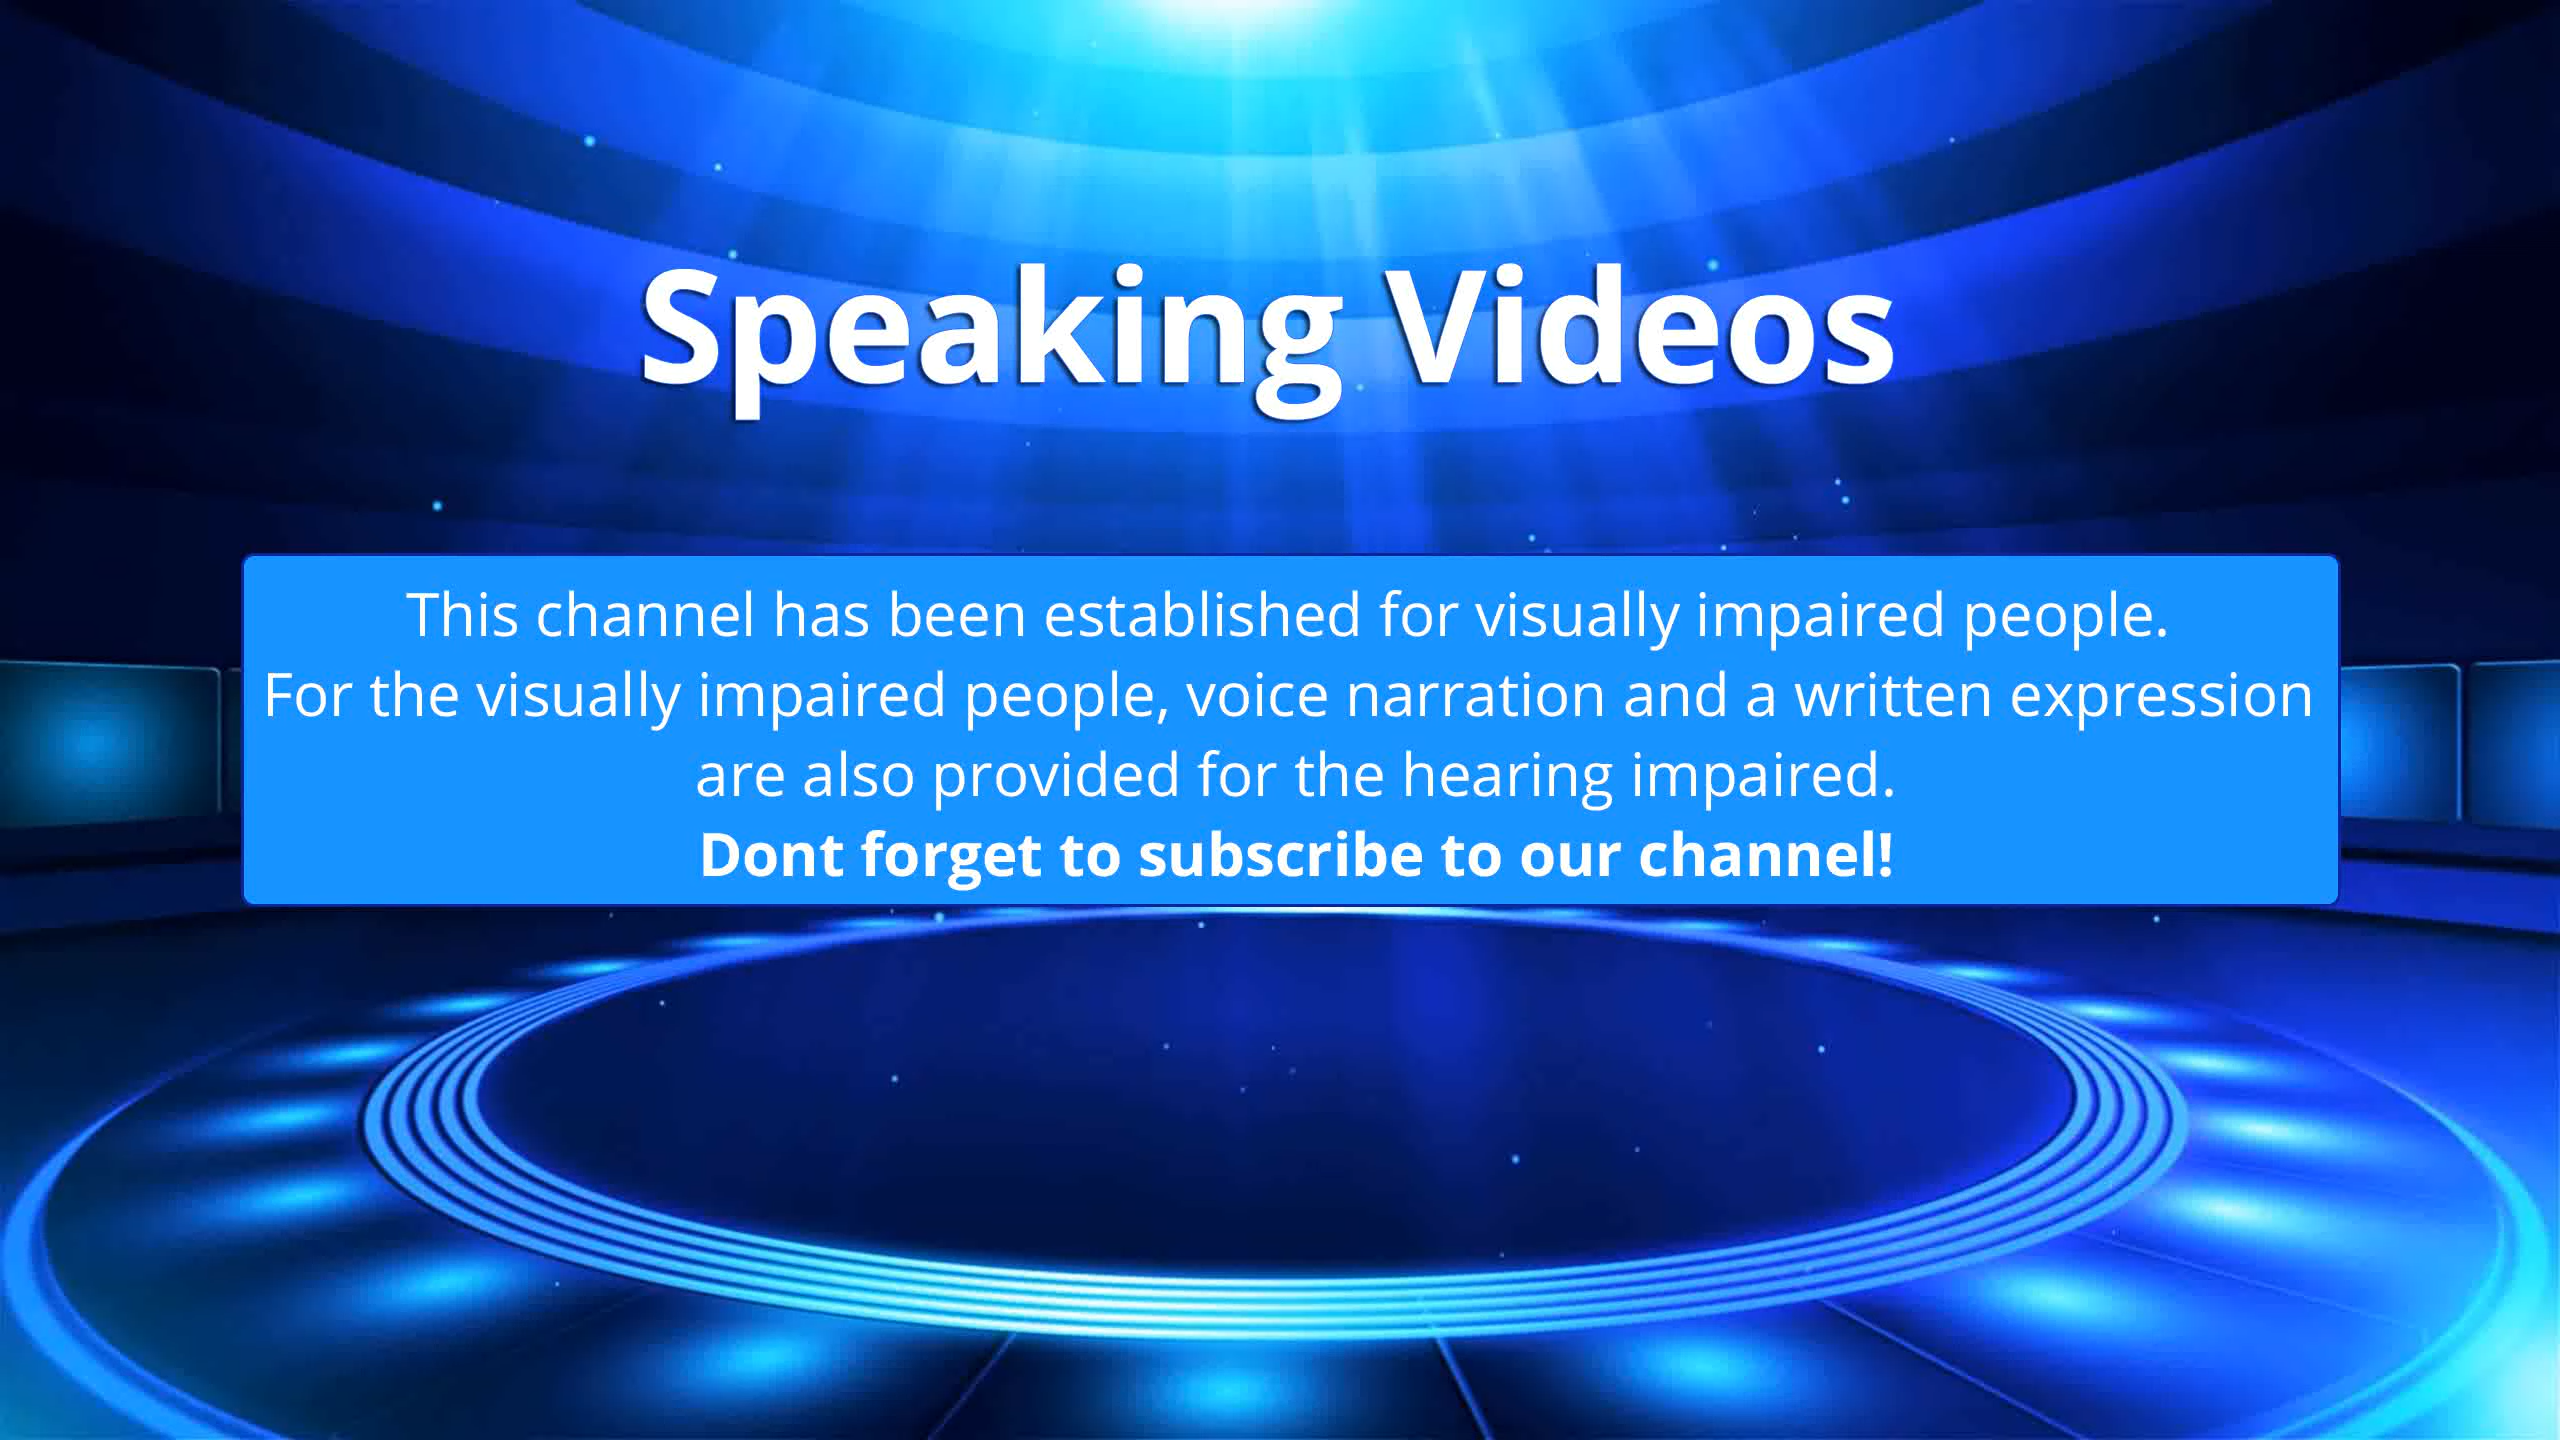 Speaking Videos
This channel has been established for visually impaired people.
For the visually impaired people, voice narration and a written expression
are also provided for the hearing impaired.
Dont forget to subscribe to our channel!